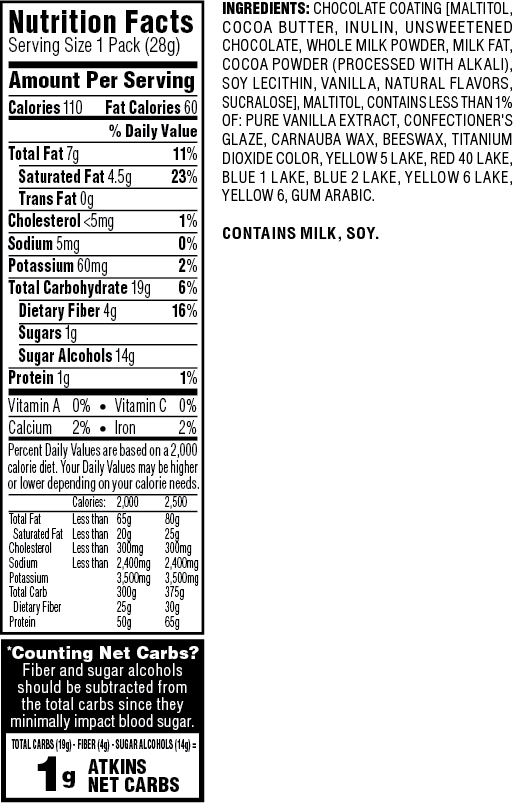 Nutrition Facts
Serving Size 1 Pack (28g)
Amount Per Serving
Calories 110 Fat Calories 60
% Daily Value
Total Fat 7g 11%
Saturated Fat 4.5g 23%
Trans Fat 0g
Cholesterol <5mg 1%
Sodium 5mg 0%
Potassium 60mg 2%
Total Carbohydrate 19g 6%
Dietary Fiber 4g 16%
Sugars 1g
Sugar Alcohols 14g
Protein 1g 1%
Vitamin A 0% • Vitamin C 0%
Calcium 2% • Iron 2%
Percent Daily Values are based on a 2,000
calorie diet. Your Daily Values may be higher
or lower depending on your calorie needs.
Calories: 2,000 2,500
Total Fat Less than 65g 80g
Saturated Fat Less than 20g 25g
Cholesterol Less than 300mg 300mg
Sodium Less than 2,400mg 2,400mg
Potassium 3,500mg 3,500mg
Total Carb 300g 375g
Dietary Fiber 25g 30g
Protein 50g 65g
*Counting Net Carbs?
Fiber and sugar alcohols
should be subtracted from
the total carbs since they
minimally impact blood sugar.
TOTAL CARBS (19g) - FIBER (4g) - SUGAR ALCOHOLS (14g) =
1g ATKINS
NET CARBS
INGREDIENTS: CHOCOLATE COATING [MALTITOL,
COCOA BUTTER, INULIN, UNSWEETENED
CHOCOLATE, WHOLE MILK POWDER, MILK FAT,
COCOA POWDER (PROCESSED WITH ALKALI),
SOY LECITHIN, VANILLA, NATURAL FLAVORS,
SUCRALOSE], MALTITOL, CONTAINS LESS THAN 1%
OF: PURE VANILLA EXTRACT, CONFECTIONER'S
GLAZE, CARNAUBA WAX, BEESWAX, TITANIUM
DIOXIDE COLOR, YELLOW 5 LAKE, RED 40 LAKE,
BLUE 1 LAKE, BLUE 2 LAKE, YELLOW 6 LAKE,
YELLOW 6, GUM ARABIC.
CONTAINS MILK, SOY.